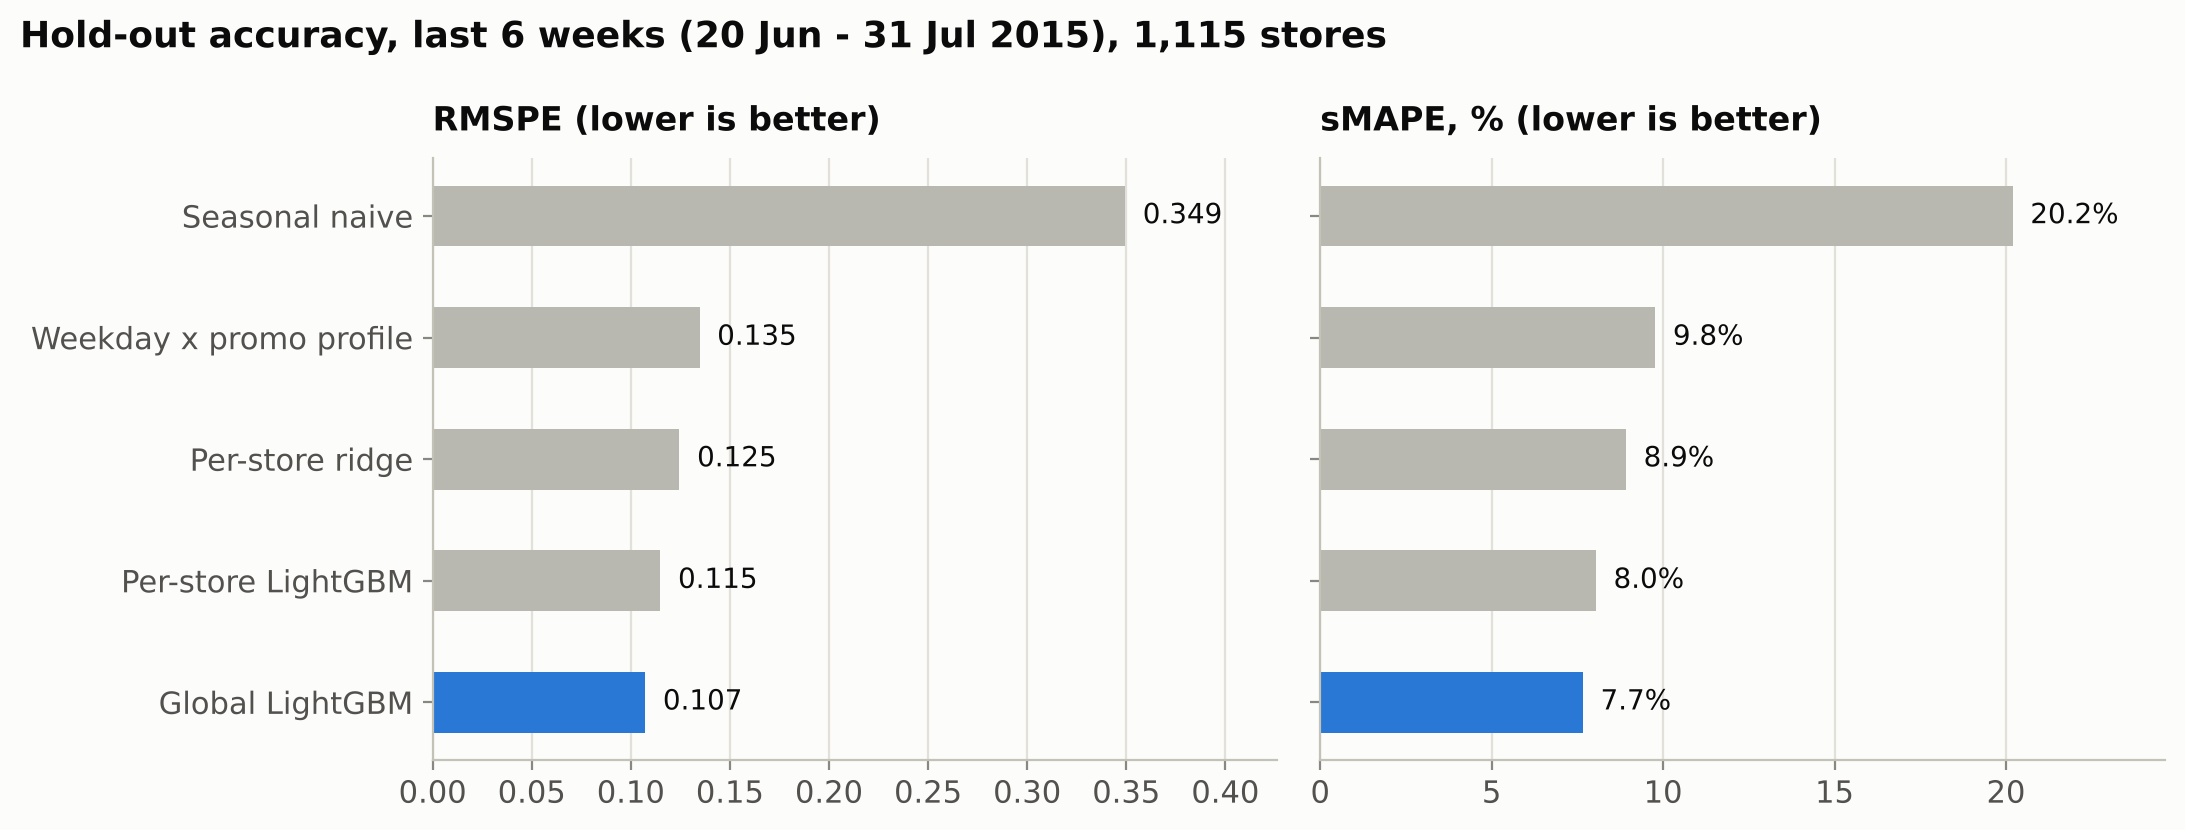 Hold-out accuracy, last 6 weeks (20 Jun - 31 Jul 2015), 1,115 stores
RMSPE (lower is better)
Seasonal naive
0.349
Weekday x promo profile
0.135
Per-store ridge
0.125
Per-store LightGBM
0.115
Global LightGBM
0.107
0.00 0.05 0.10 0.15 0.20 0.25 0.30 0.35 0.40
sMAPE, % (lower is better)
20.2%
9.8%
8.9%
8.0%
7.7%
0 5 10 15 20